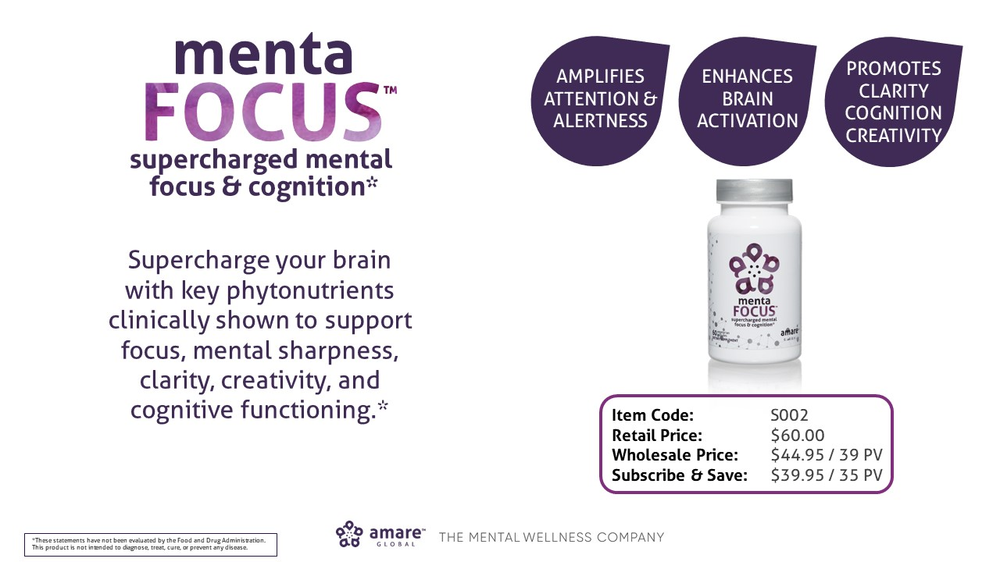 menta
FOCUS™
supercharged mental
focus & cognition*
Supercharge your brain
with key phytonutrients
clinically shown to support
focus, mental sharpness,
clarity, creativity, and
cognitive functioning.*
AMPLIFIES
ATTENTION &
ALERTNESS
ENHANCES
BRAIN
ACTIVATION
PROMOTES
CLARITY
COGNITION
CREATIVITY
menta
FOCUS™
supercharged mental
focus & cognition*
60
amare
Item Code: S002
Retail Price: $60.00
Wholesale Price: $44.95 / 39 PV
Subscribe & Save: $39.95 / 35 PV
*These statements have not been evaluated by the Food and Drug Administration.
This product is not intended to diagnose, treat, cure, or prevent any disease.
amare™
GLOBAL
THE MENTAL WELLNESS COMPANY